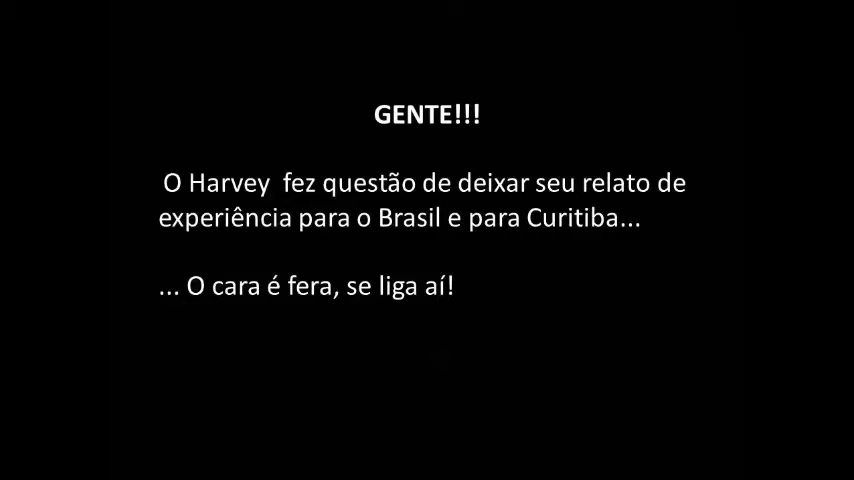 GENTE!!!
O Harvey fez questão de deixar seu relato de
experiência para o Brasil e para Curitiba...
... O cara é fera, se liga aí!